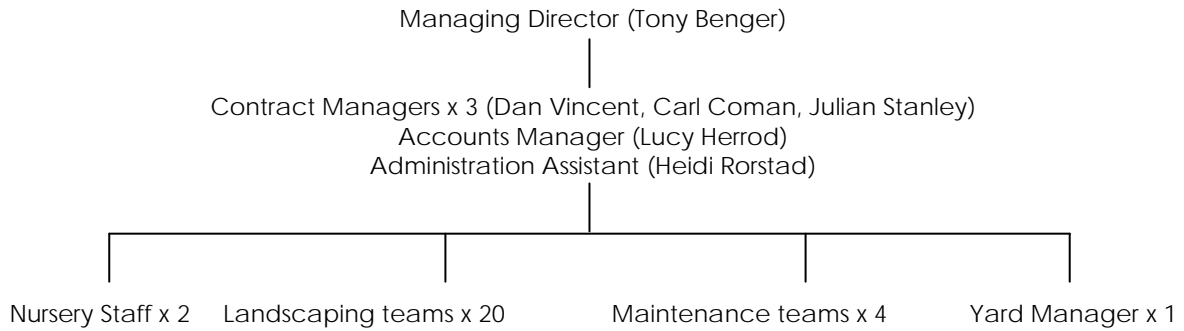 Managing Director (Tony Benger)
Contract Managers x 3 (Dan Vincent, Carl Coman, Julian Stanley)
Accounts Manager (Lucy Herrod)
Administration Assistant (Heidi Rorstad)
Nursery Staff x 2 Landscaping teams x 20 Maintenance teams x 4 Yard Manager x 1